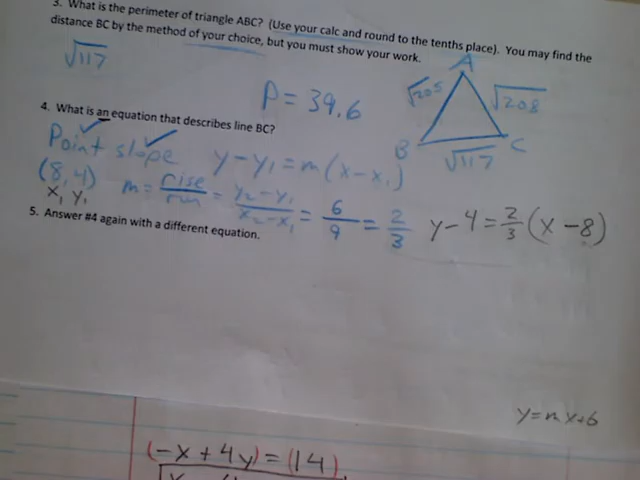 3. What is the perimeter of triangle ABC? (Use your calc and round to the tenths place). You may find the
distance BC by the method of your choice, but you must show your work.
√117
A
√205
√208
P = 39.6
B
C
√117
4. What is an equation that describes line BC?
Point slope y-y₁ = m(x-x₁)
(8,4)
x₁ y₁
m = rise/run = y₂-y₁/x₂-x₁ = 6/9 = 2/3
y-4 = 2/3(x-8)
5. Answer #4 again with a different equation.
y=mx+b
(-x + 4y) = (14)